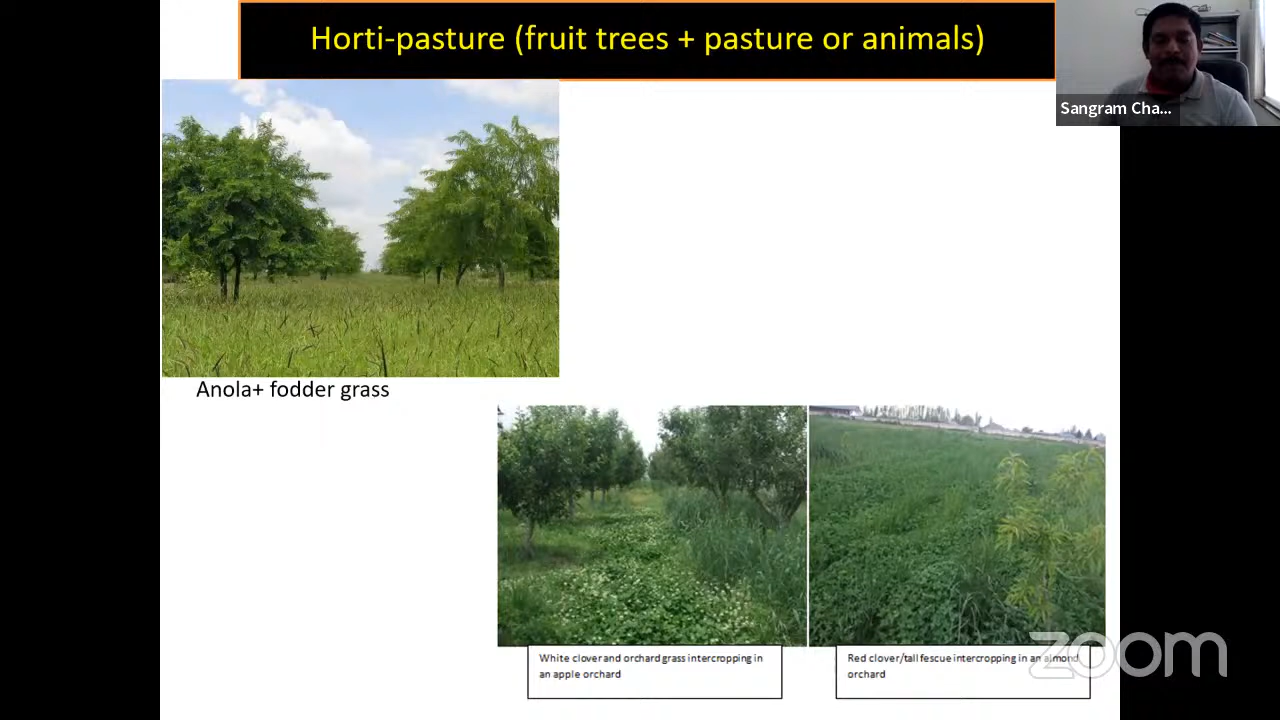 Horti-pasture (fruit trees + pasture or animals)
Sangram Cha...
Anola+ fodder grass
White clover and orchard grass intercropping in
an apple orchard
Red clover/tall fescue intercropping in an almond
orchard
zoom